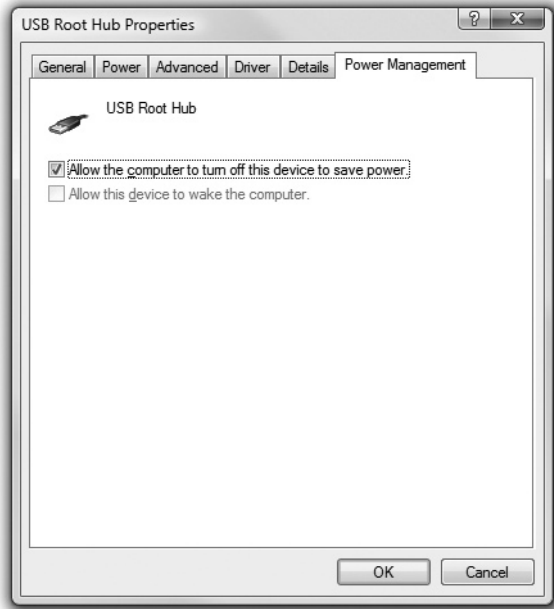 USB Root Hub Properties
General Power Advanced Driver Details Power Management
USB Root Hub
Allow the computer to turn off this device to save power.
Allow this device to wake the computer.
OK Cancel